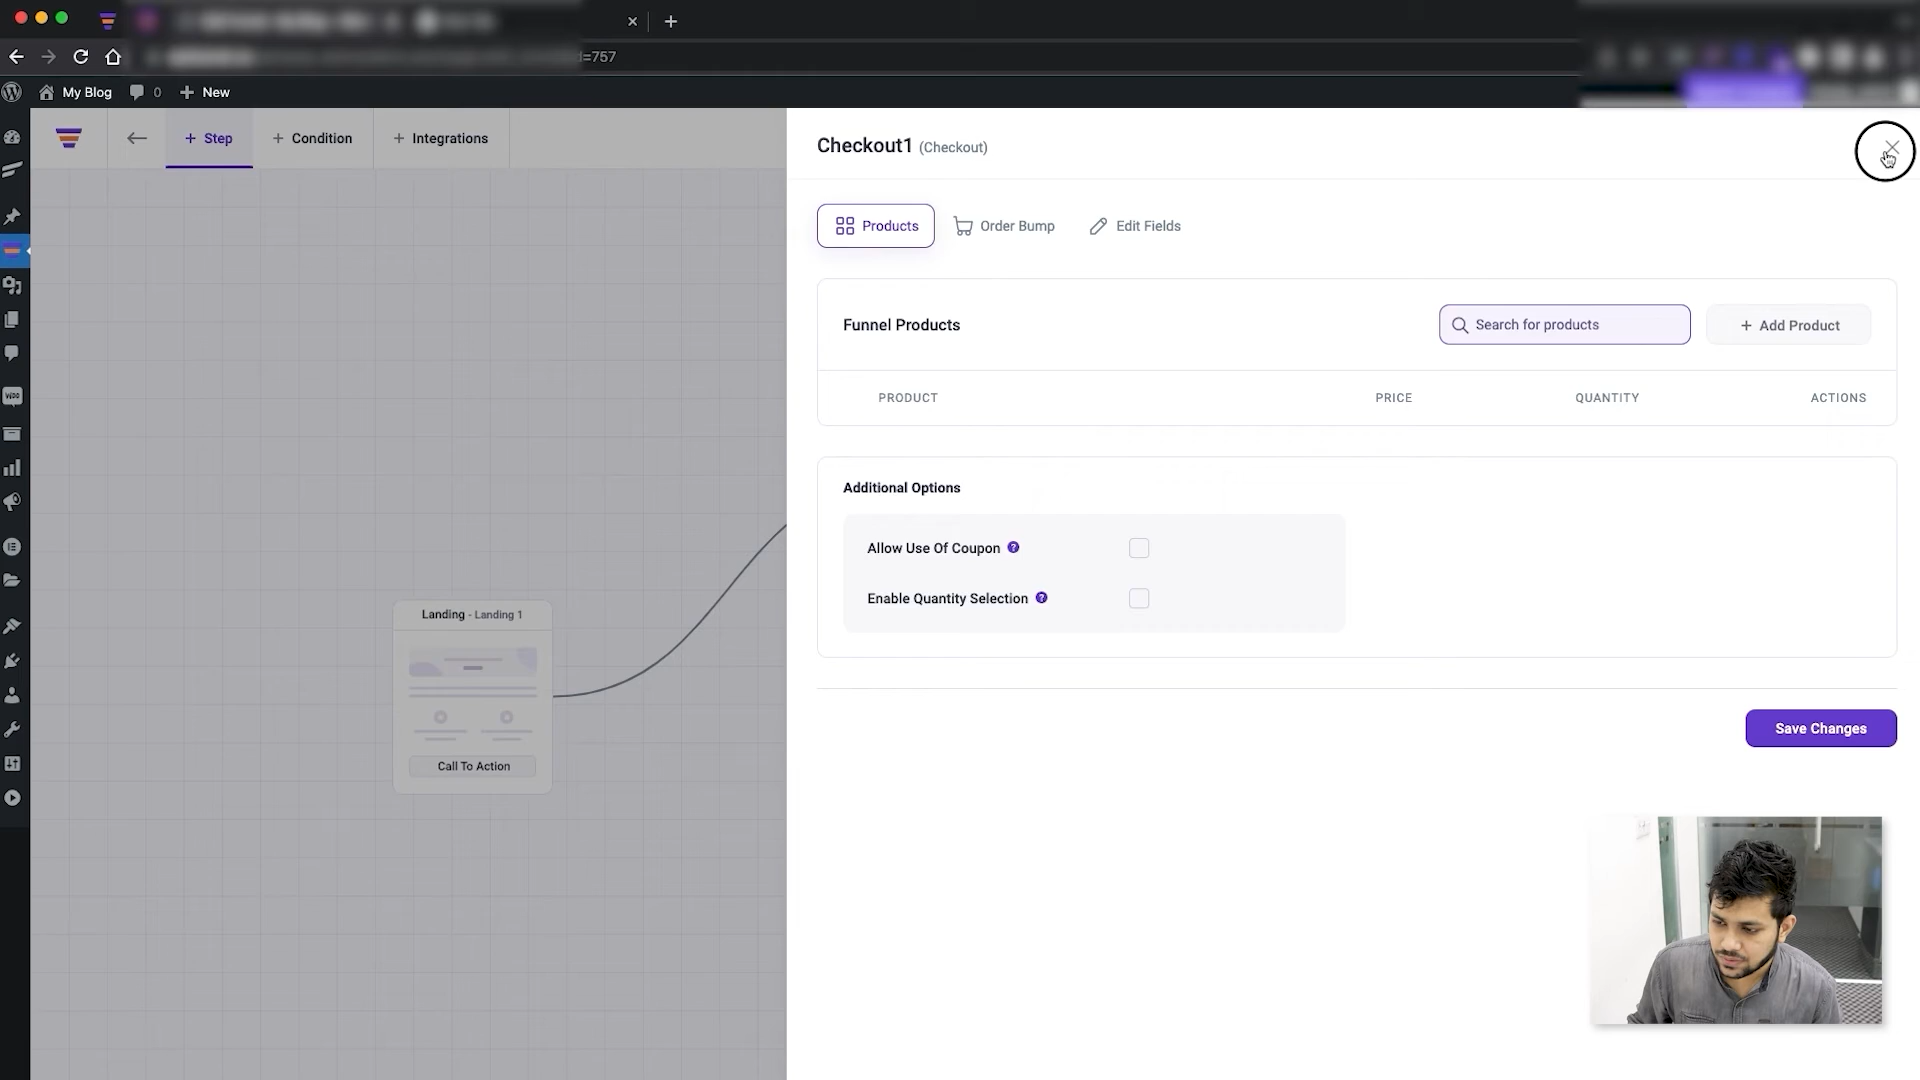 =757
My Blog 0 + New
+ Step + Condition + Integrations
Checkout1 (Checkout)
Products Order Bump Edit Fields
Funnel Products Search for products + Add Product
PRODUCT PRICE QUANTITY ACTIONS
Additional Options
Allow Use Of Coupon ?
Enable Quantity Selection ?
Landing - Landing 1
Call To Action
Save Changes